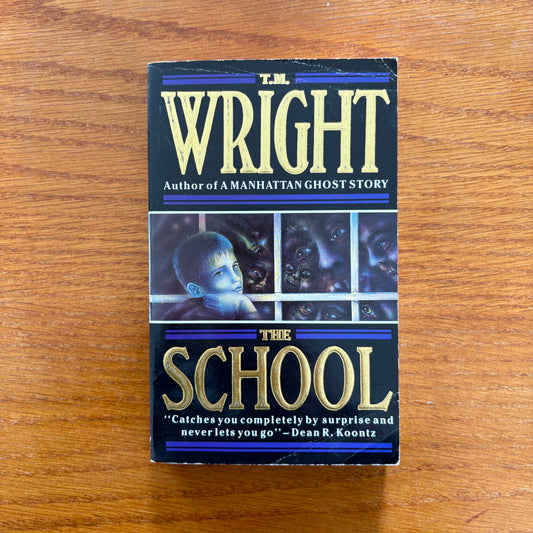 T.M.
WRIGHT
Author of A MANHATTAN GHOST STORY
THE
SCHOOL
"Catches you completely by surprise and
never lets you go"—Dean R. Koontz